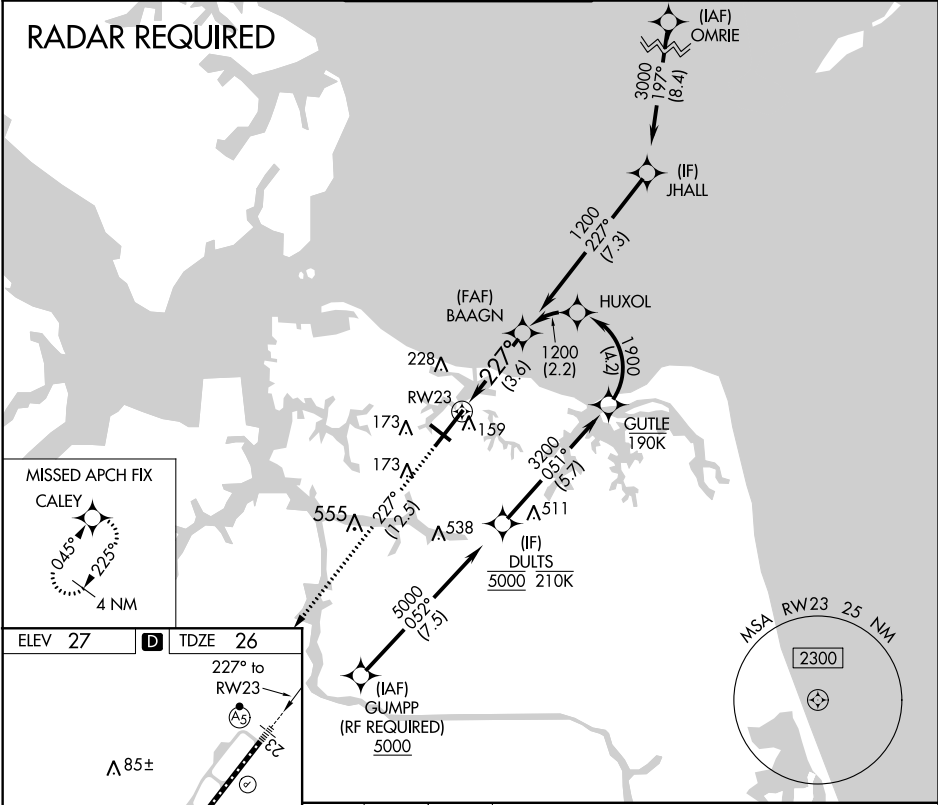 RADAR REQUIRED
(IAF)
OMRIE
3000
197°
(8.4)
(IF)
JHALL
1200
227°
(7.3)
(FAF)
BAAGN
HUXOL
1200
(2.2)
1900
(4.2)
227°
(3.6)
228
RW23
173
159
GUTLE
190K
3200
051°
(5.7)
173
MISSED APCH FIX
CALEY
045°
225°
4 NM
227°
(12.5)
555
538
511
(IF)
DULTS
5000 210K
5000
052°
(7.5)
MSA RW23 25 NM
2300
(IAF)
GUMPP
(RF REQUIRED)
5000
ELEV 27 D TDZE 26
227° to
RW23
A5
23
85±
P